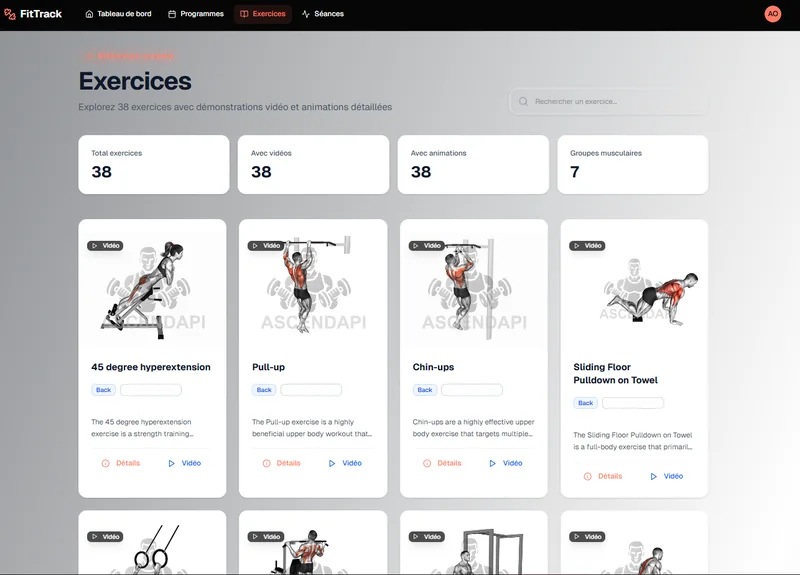 FitTrack
Tableau de bord
Programmes
Exercices
Séances
AO
Exercices
Explorez 38 exercices avec démonstrations vidéo et animations détaillées
Rechercher un exercice...
Total exercices
38
Avec vidéos
38
Avec animations
38
Groupes musculaires
7
Vidéo
ASCENDAPI
45 degree hyperextension
Back
The 45 degree hyperextension
exercise is a strength training...
Détails
Vidéo
Vidéo
ASCENDAPI
Pull-up
Back
The Pull-up exercise is a highly
beneficial upper body workout that...
Détails
Vidéo
Vidéo
ASCENDAPI
Chin-ups
Back
Chin-ups are a highly effective upper
body exercise that targets multiple...
Détails
Vidéo
Vidéo
ASCENDAPI
Sliding Floor
Pulldown on Towel
Back
The Sliding Floor Pulldown on Towel
is a full-body exercise that primaril...
Détails
Vidéo
Vidéo
Vidéo
Vidéo
Vidéo